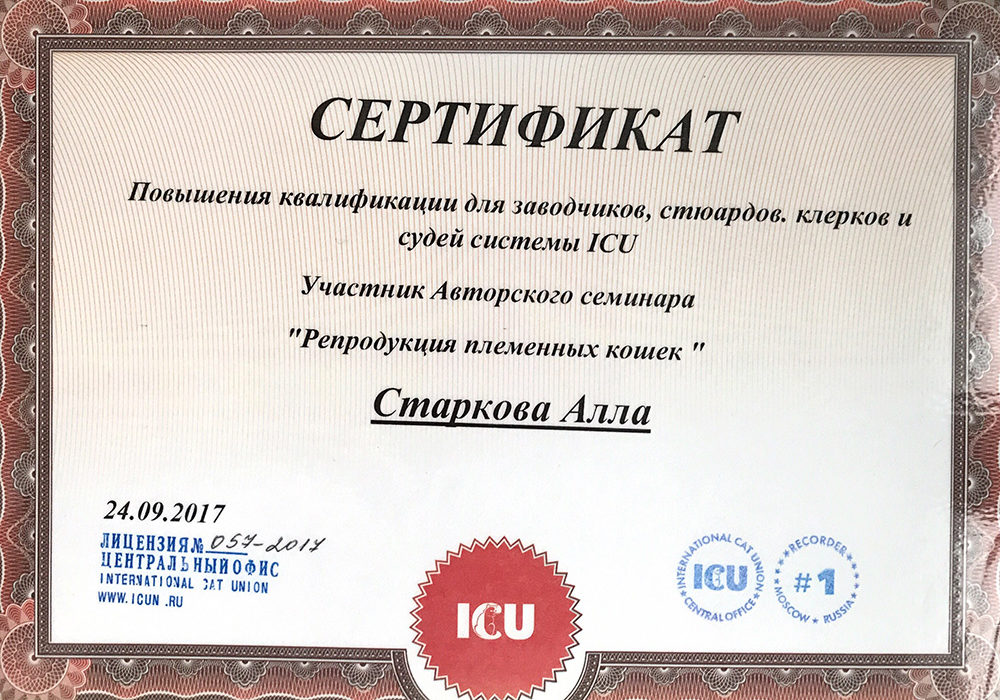 СЕРТИФИКАТ
Повышения квалификации для заводчиков, стюардов. клерков и
судей системы ICU
Участник Авторского семинара
"Репродукция племенных кошек "
Старкова Алла
24.09.2017
ЛИЦЕНЗИЯ№ 057-2017
ЦЕНТРАЛЬНЫЙ ОФИС
INTERNATIONAL CAT UNION
WWW.ICUN .RU
ICU
INTERNATIONAL CAT UNION
ICU
CENTRAL OFFICE
RECORDER
#1
MOSCOW ★ RUSSIA